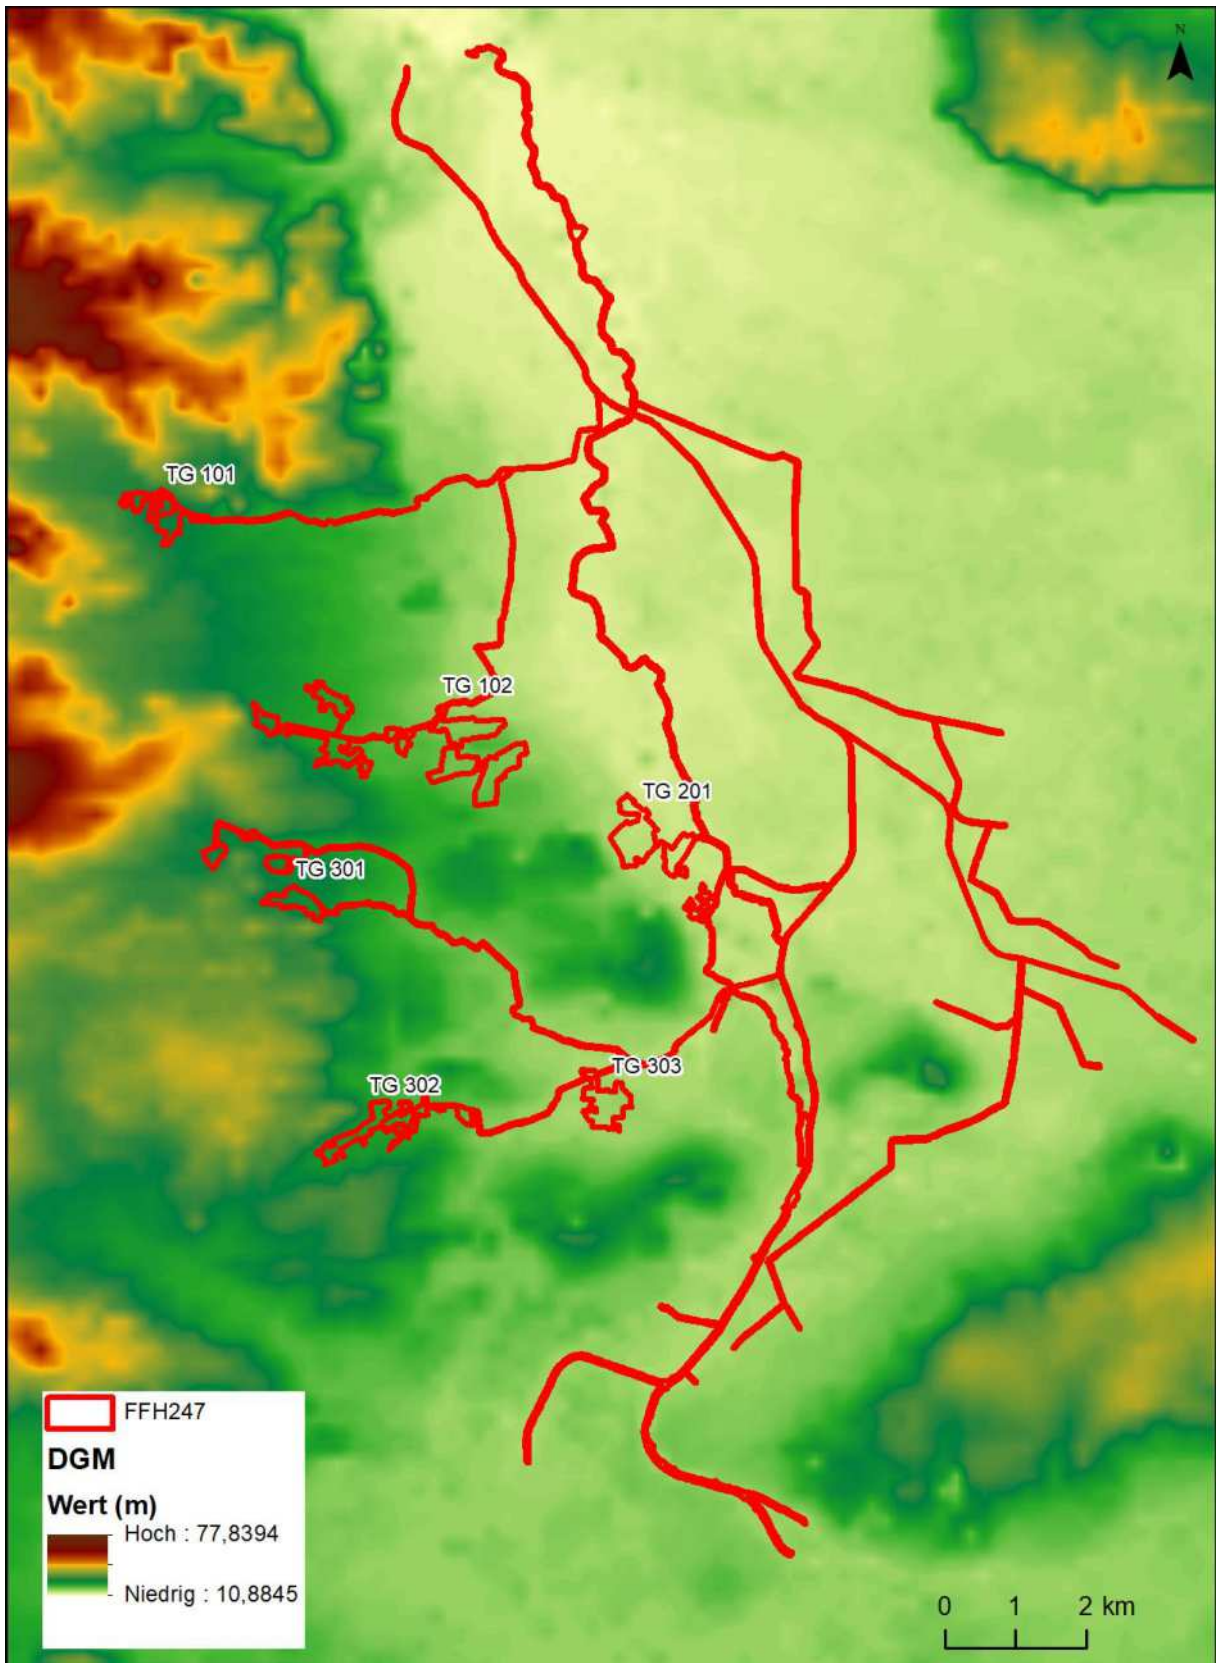 N
TG 101
TG 102
TG 201
TG 301
TG 303
TG 302
FFH247
DGM
Wert (m)
Hoch : 77,8394
Niedrig : 10,8845
0 1 2 km